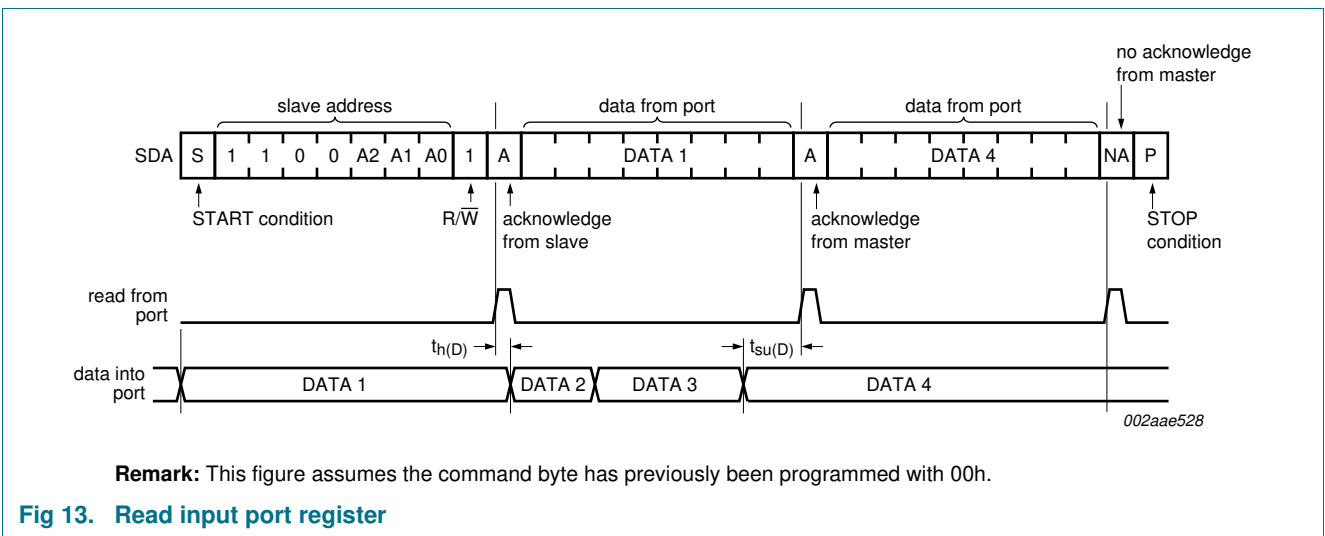 no acknowledge
from master
slave address
data from port
data from port
SDA S 1 1 0 0 A2 A1 A0 1 A DATA 1 A DATA 4 NA P
START condition
R/W̅
acknowledge
from slave
acknowledge
from master
STOP
condition
read from
port
th(D)
tsu(D)
data into
port
DATA 1 DATA 2 DATA 3 DATA 4
002aae528
Remark: This figure assumes the command byte has previously been programmed with 00h.
Fig 13. Read input port register